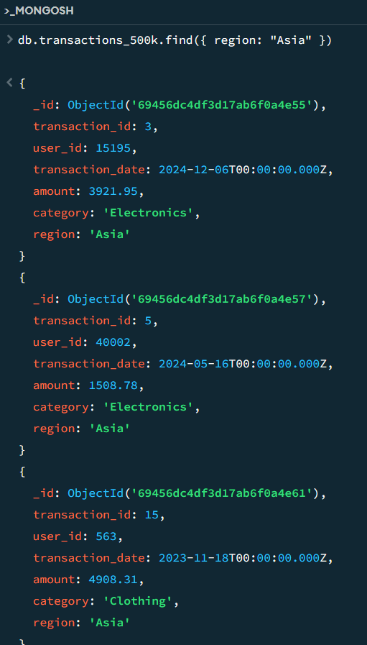 >_MONGOSH
> db.transactions_500k.find({ region: "Asia" })
< {
_id: ObjectId('69456dc4df3d17ab6f0a4e55'),
transaction_id: 3,
user_id: 15195,
transaction_date: 2024-12-06T00:00:00.000Z,
amount: 3921.95,
category: 'Electronics',
region: 'Asia'
}
{
_id: ObjectId('69456dc4df3d17ab6f0a4e57'),
transaction_id: 5,
user_id: 40002,
transaction_date: 2024-05-16T00:00:00.000Z,
amount: 1508.78,
category: 'Electronics',
region: 'Asia'
}
{
_id: ObjectId('69456dc4df3d17ab6f0a4e61'),
transaction_id: 15,
user_id: 563,
transaction_date: 2023-11-18T00:00:00.000Z,
amount: 4908.31,
category: 'Clothing',
region: 'Asia'
}